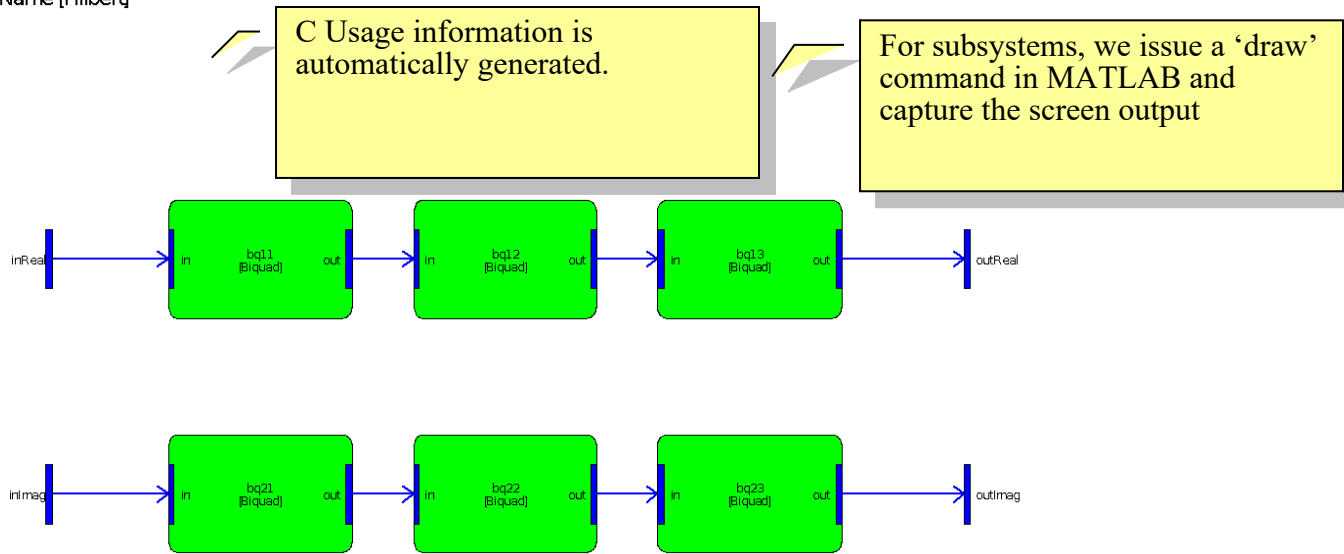 C Usage information is
automatically generated.
For subsystems, we issue a ‘draw’
command in MATLAB and
capture the screen output
inReal
in
bq11
[Biquad]
out
in
bq12
[Biquad]
out
in
bq13
[Biquad]
out
outReal
inImag
in
bq21
[Biquad]
out
in
bq22
[Biquad]
out
in
bq23
[Biquad]
out
outImag